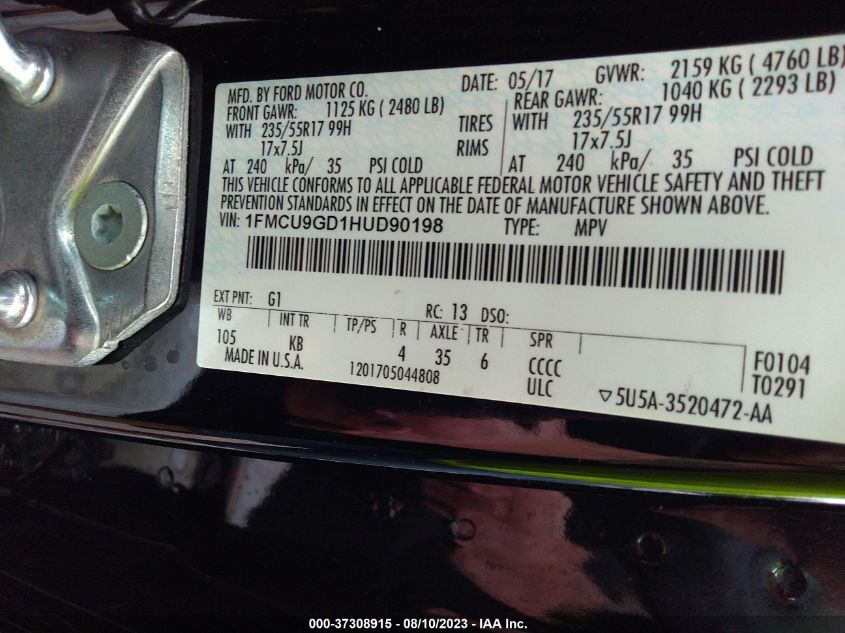 MFD. BY FORD MOTOR CO. DATE: 05/17 GVWR: 2159 KG ( 4760 LB)
FRONT GAWR: 1125 KG ( 2480 LB) REAR GAWR: 1040 KG ( 2293 LB)
WITH 235/55R17 99H TIRES WITH 235/55R17 99H
17x7.5J RIMS 17x7.5J
AT 240 kPa/ 35 PSI COLD AT 240 kPa/ 35 PSI COLD
THIS VEHICLE CONFORMS TO ALL APPLICABLE FEDERAL MOTOR VEHICLE SAFETY AND THEFT
PREVENTION STANDARDS IN EFFECT ON THE DATE OF MANUFACTURE SHOWN ABOVE.
VIN: 1FMCU9GD1HUD90198 TYPE: MPV
EXT PNT: G1 RC: 13 DSO:
WB INT TR TP/PS R AXLE TR SPR
105 KB 4 35 6 CCCC F0104
MADE IN U.S.A. 1201705044808 ULC ▽5U5A-3520472-AA T0291
000-37308915 - 08/10/2023 - IAA Inc.